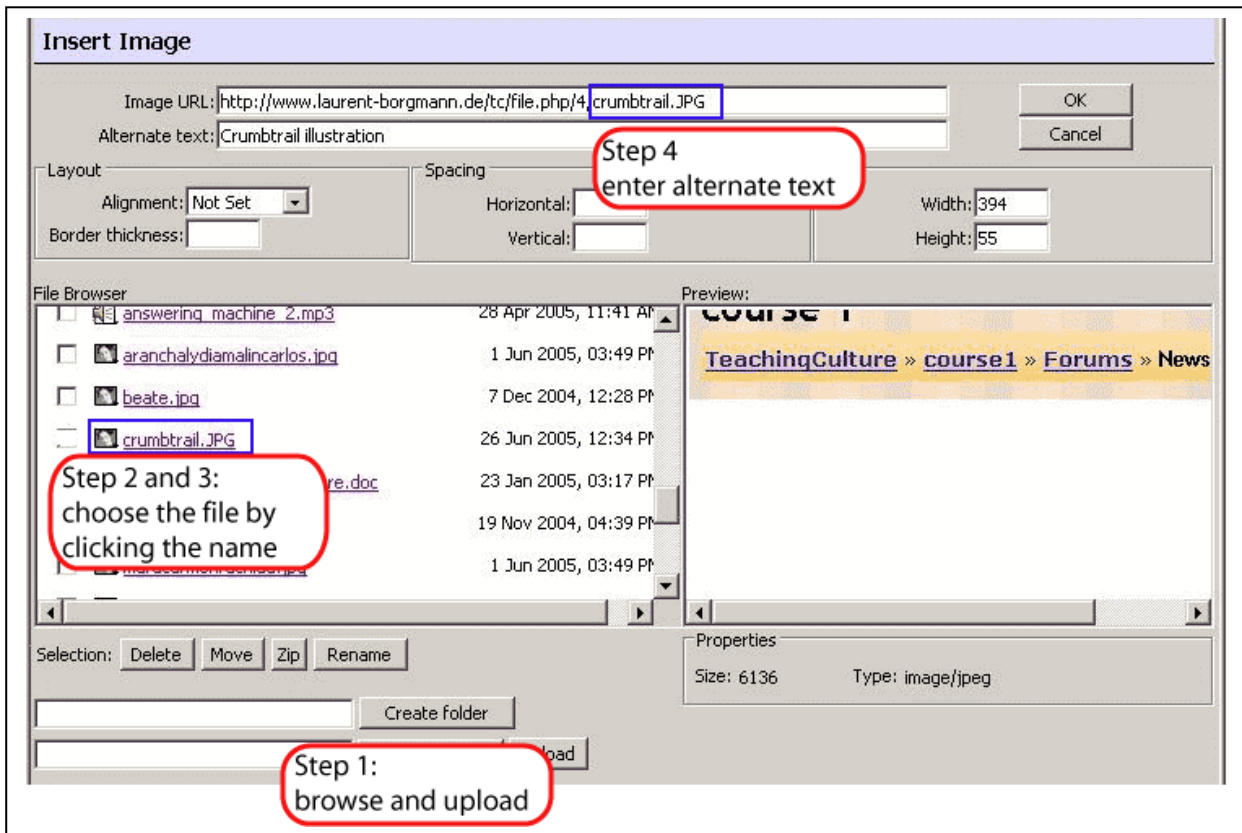 Insert Image
Image URL: http://www.laurent-borgmann.de/tc/file.php/4/crumbtrail.JPG OK
Alternate text: Crumbtrail illustration Cancel
Step 4
enter alternate text
Layout Spacing
Alignment: Not Set Horizontal: Width: 394
Border thickness: Vertical: Height: 55
File Browser Preview:
answering_machine_2.mp3 28 Apr 2005, 11:41 AM
course 1
aranchalydiamalincarlos.jpg 1 Jun 2005, 03:49 PM
TeachingCulture » course1 » Forums » News
beate.jpg 7 Dec 2004, 12:28 PM
crumbtrail.JPG 26 Jun 2005, 12:34 PM
Step 2 and 3:
choose the file by
clicking the name
re.doc 23 Jan 2005, 03:17 PM
19 Nov 2004, 04:39 PM
1 Jun 2005, 03:49 PM
Selection: Delete Move Zip Rename
Properties
Size: 6136 Type: image/jpeg
Create folder
oad
Step 1:
browse and upload